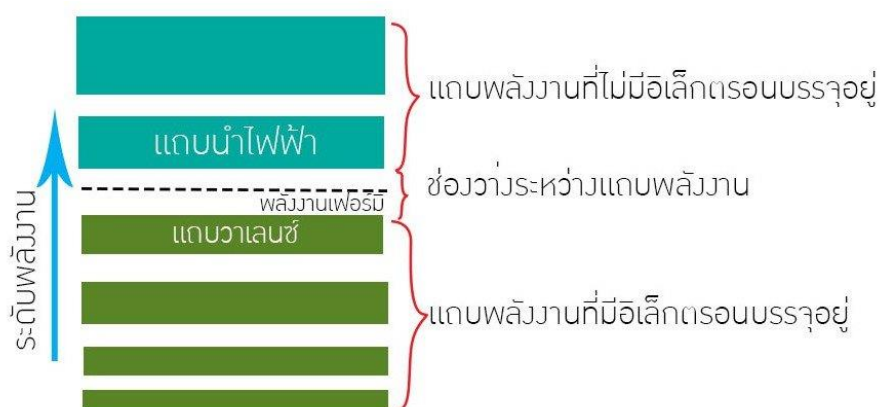 แถบพลังงานที่ไม่มีอิเล็กตรอนบรรจุอยู่
แถบนำไฟฟ้า
ช่องว่างระหว่างแถบพลังงาน
พลังงานเฟอร์มิ
แถบวาเลนซ์
ระดับพลังงาน
แถบพลังงานที่มีอิเล็กตรอนบรรจุอยู่